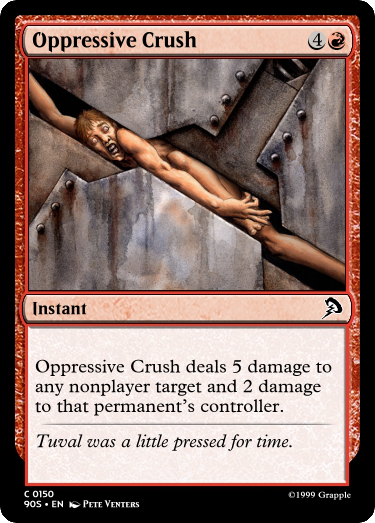 Oppressive Crush 4
Instant
Oppressive Crush deals 5 damage to
any nonplayer target and 2 damage
to that permanent's controller.
Tuval was a little pressed for time.
C 0150
90S • EN Pete Venters
©1999 Grapple